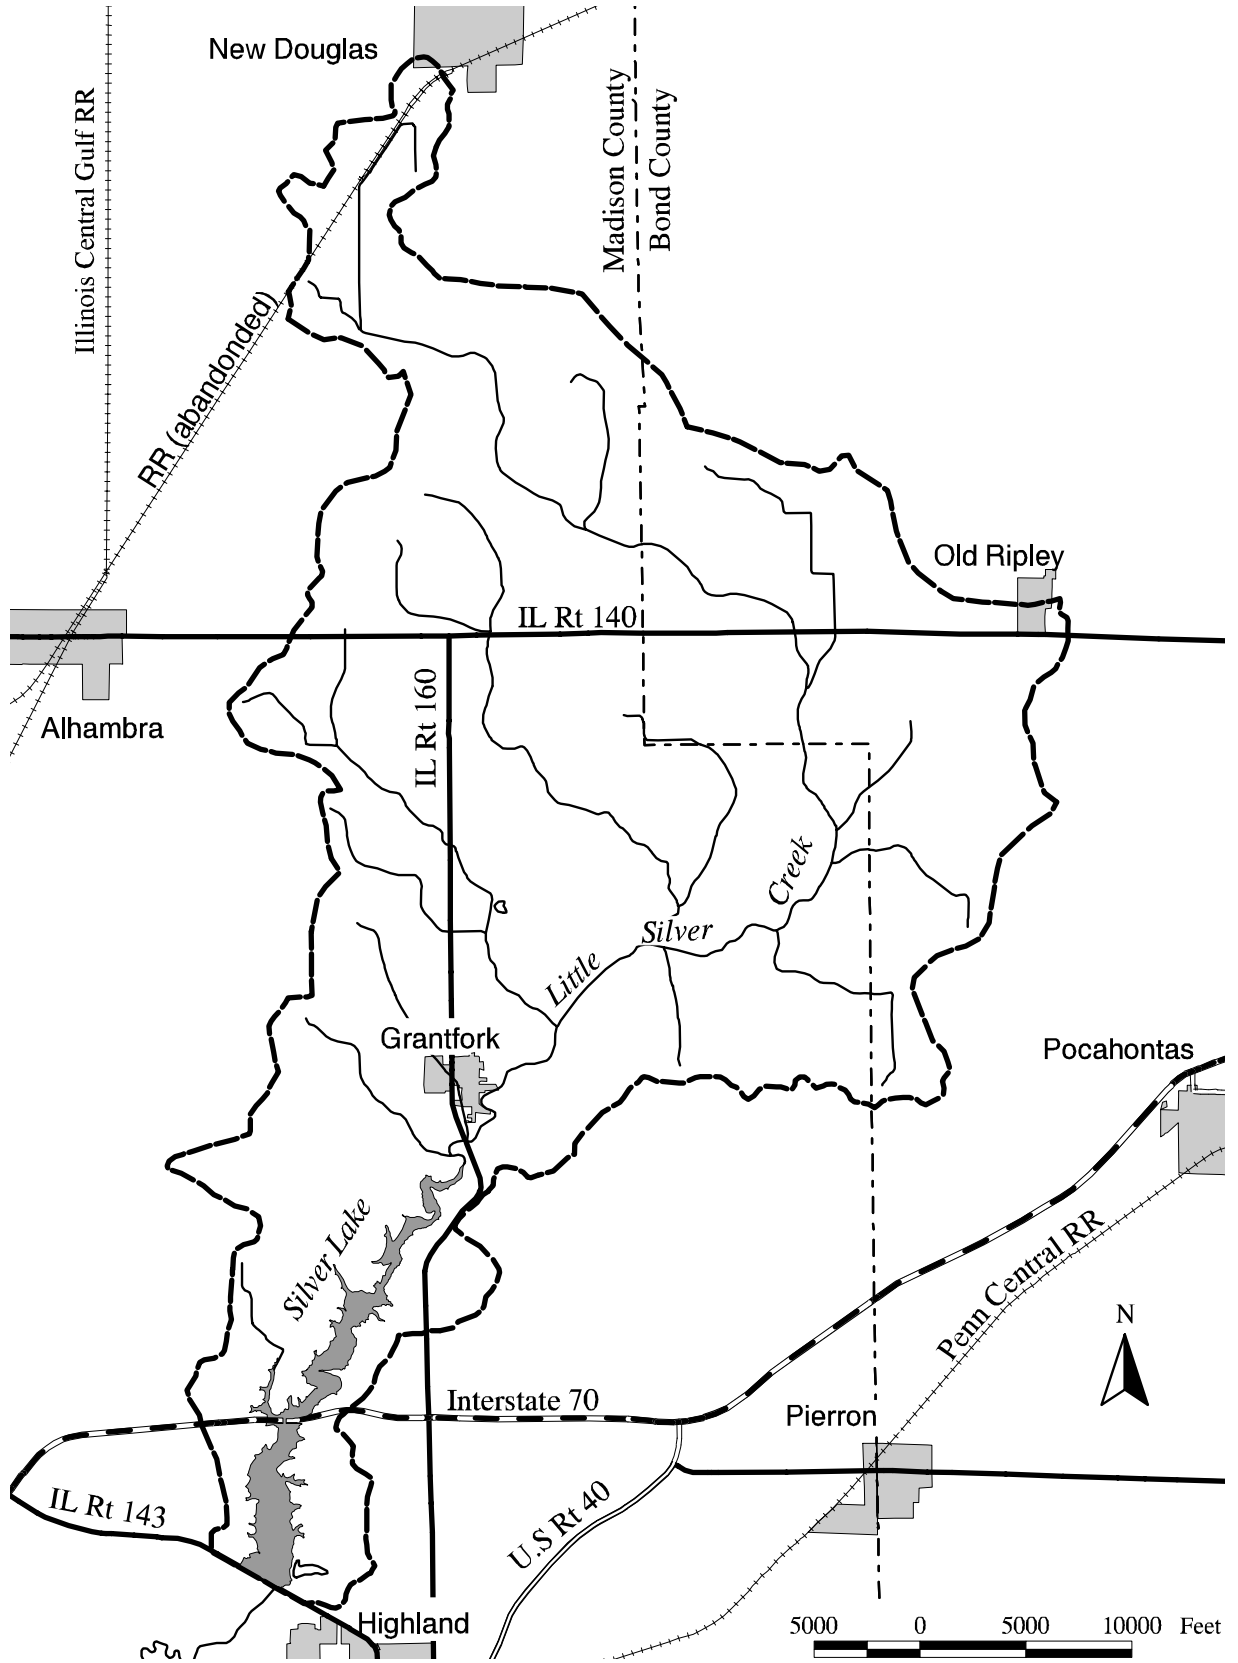 New Douglas
Illinois Central Gulf RR
Madison County
Bond County
RR (abandonded)
Old Ripley
IL Rt 140
IL Rt 160
Alhambra
Creek
Silver
Little
Grantfork
Pocahontas
Silver Lake
Penn Central RR
N
Interstate 70
Pierron
IL Rt 143
U.S Rt 40
Highland
5000 0 5000 10000 Feet